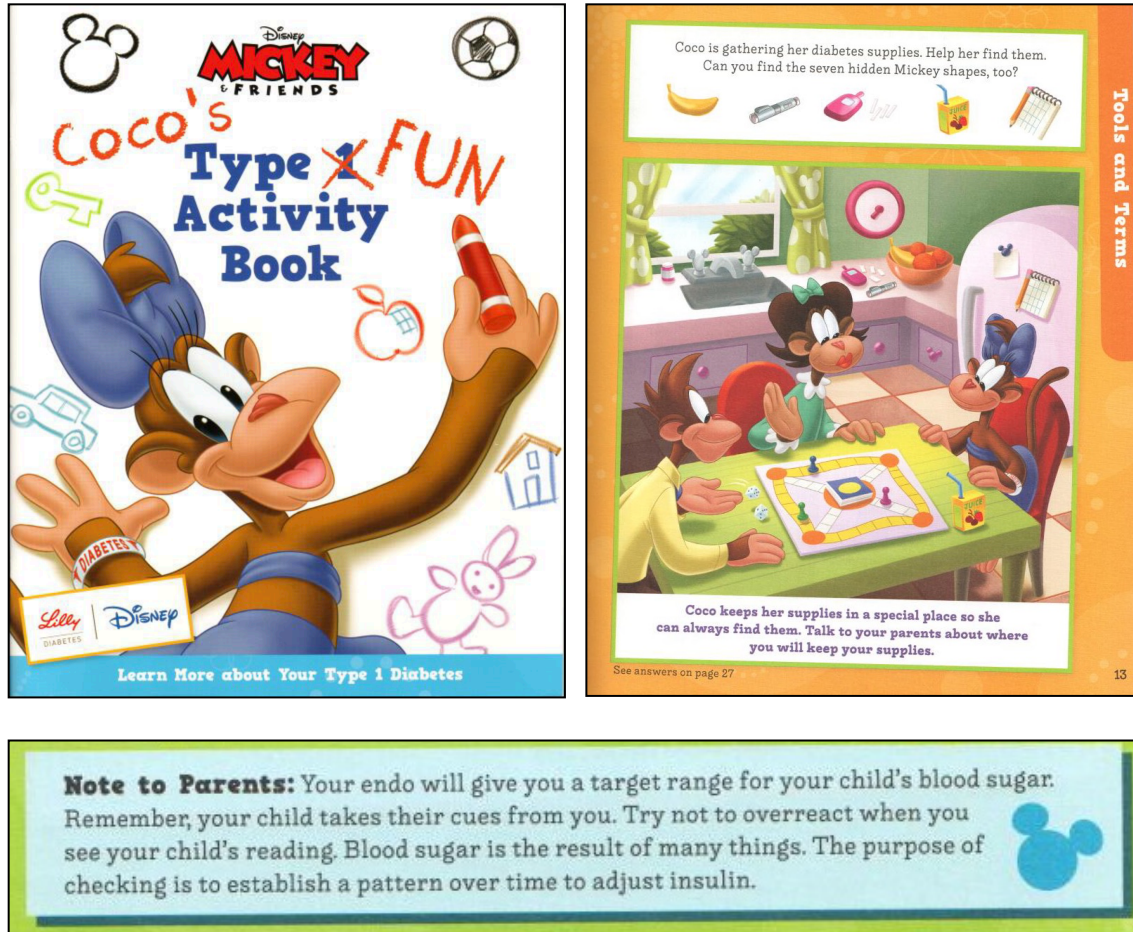 Disney
MICKEY
& FRIENDS
Coco's
Type 1 FUN
Activity
Book
DIABETES
Lilly
DIABETES
Disney
Learn More about Your Type 1 Diabetes
Coco is gathering her diabetes supplies. Help her find them.
Can you find the seven hidden Mickey shapes, too?
JUICE
Tools and Terms
JUICE
Coco keeps her supplies in a special place so she
can always find them. Talk to your parents about where
you will keep your supplies.
See answers on page 27
13
Note to Parents: Your endo will give you a target range for your child's blood sugar.
Remember, your child takes their cues from you. Try not to overreact when you
see your child's reading. Blood sugar is the result of many things. The purpose of
checking is to establish a pattern over time to adjust insulin.